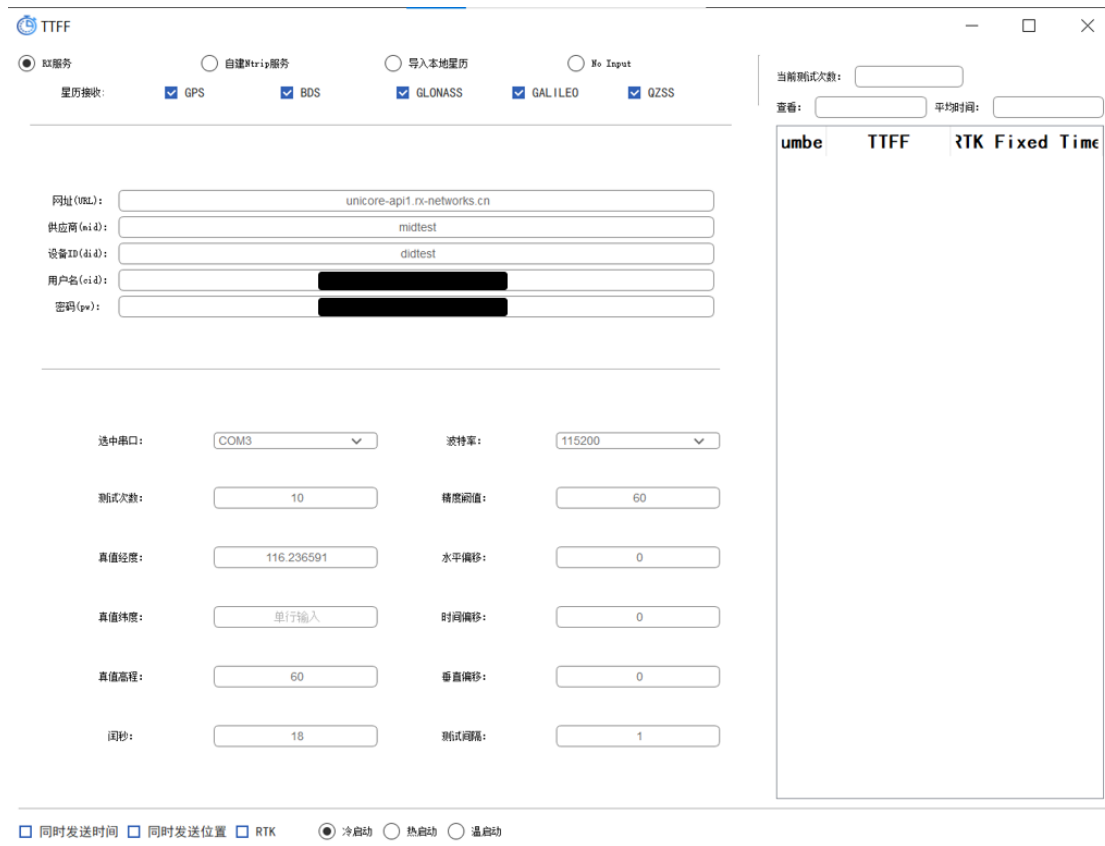 TTFF
RX服务 自建Ntrip服务 导入本地星历 No Input
星历接收: GPS BDS GLONASS GALILEO QZSS
当前测试次数:
查看: 平均时间:
umbe TTFF RTK Fixed Time
网址(URL): unicore-api1.rx-networks.cn
供应商(mid): midtest
设备ID(did): didtest
用户名(cid):
密码(pw):
选中串口: COM3 波特率: 115200
测试次数: 10 精度阈值: 60
真值经度: 116.236591 水平偏移: 0
真值纬度: 单行输入 时间偏移: 0
真值高程: 60 垂直偏移: 0
闰秒: 18 测试间隔: 1
同时发送时间 同时发送位置 RTK 冷启动 热启动 温启动